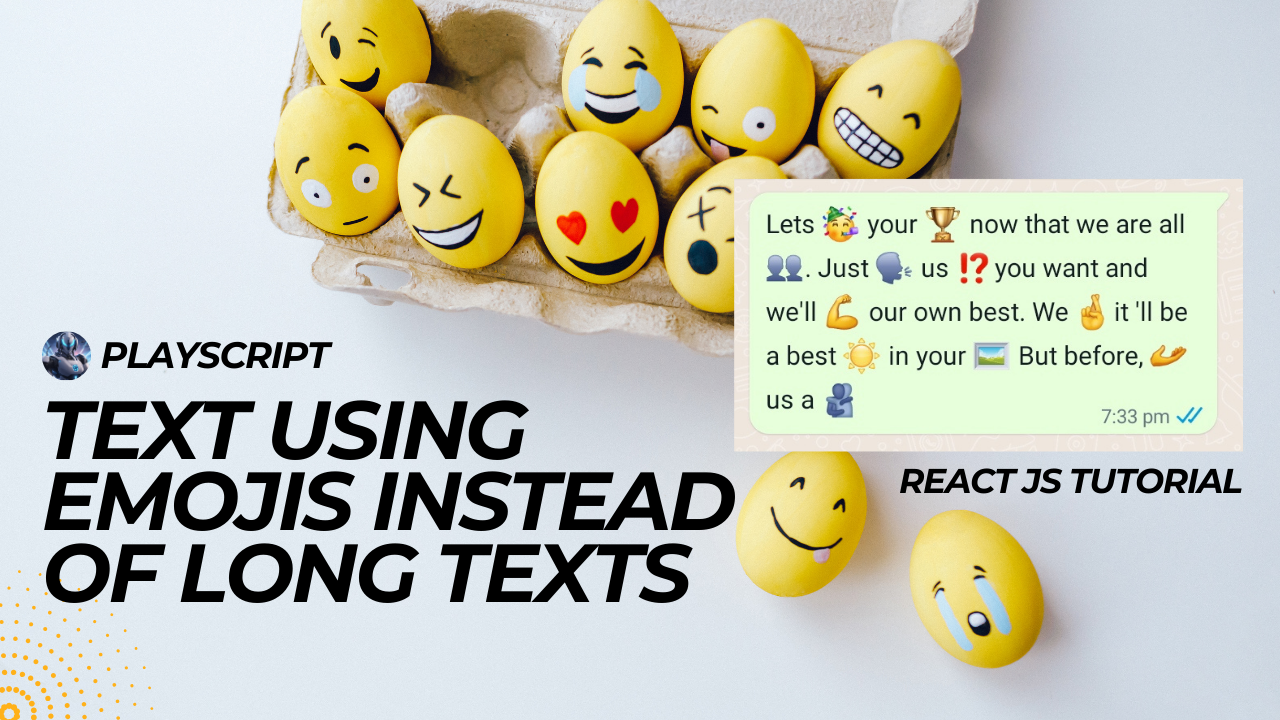 PLAYSCRIPT
TEXT USING
EMOJIS INSTEAD
OF LONG TEXTS
Lets 🥳 your 🏆 now that we are all
👥. Just 🗣️ us ⁉️ you want and
we'll 💪 our own best. We 🤞 it 'll be
a best ☀️ in your 🖼️ But before, 🫴
us a 🫂
7:33 pm
REACT JS TUTORIAL